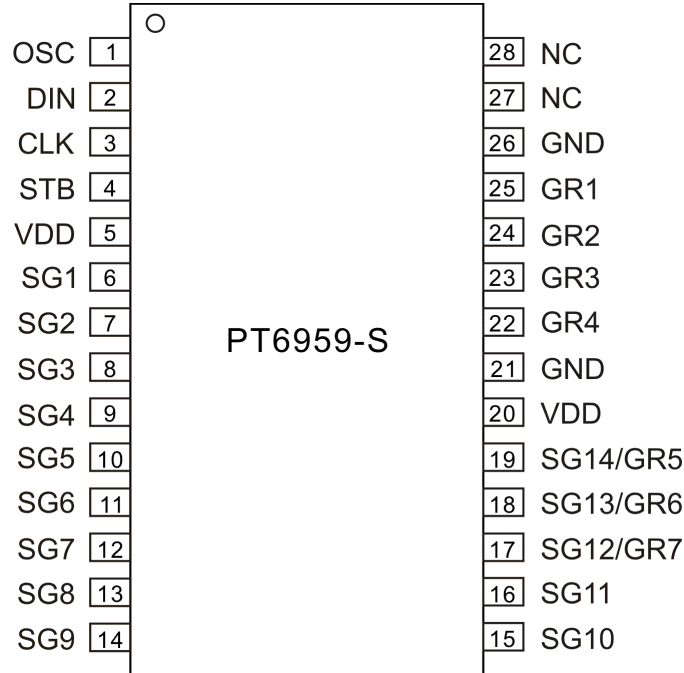 OSC 1 28 NC
DIN 2 27 NC
CLK 3 26 GND
STB 4 25 GR1
VDD 5 24 GR2
SG1 6 23 GR3
SG2 7 22 GR4
PT6959-S
SG3 8 21 GND
SG4 9 20 VDD
SG5 10 19 SG14/GR5
SG6 11 18 SG13/GR6
SG7 12 17 SG12/GR7
SG8 13 16 SG11
SG9 14 15 SG10